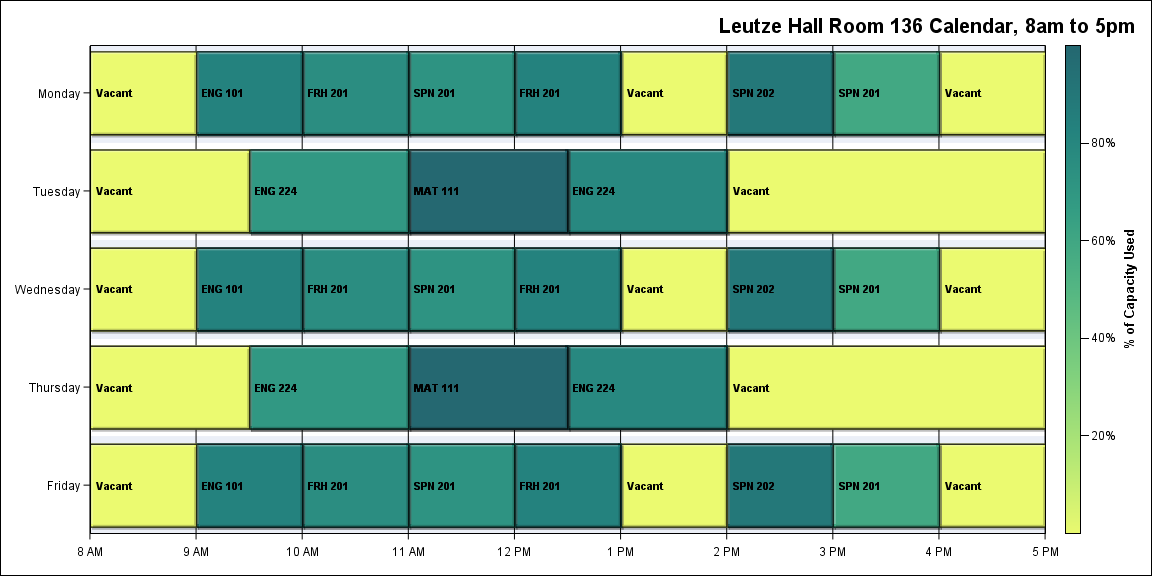 Leutze Hall Room 136 Calendar, 8am to 5pm
Monday
Vacant
ENG 101
FRH 201
SPN 201
FRH 201
Vacant
SPN 202
SPN 201
Vacant
Tuesday
Vacant
ENG 224
MAT 111
ENG 224
Vacant
Wednesday
Vacant
ENG 101
FRH 201
SPN 201
FRH 201
Vacant
SPN 202
SPN 201
Vacant
Thursday
Vacant
ENG 224
MAT 111
ENG 224
Vacant
Friday
Vacant
ENG 101
FRH 201
SPN 201
FRH 201
Vacant
SPN 202
SPN 201
Vacant
8 AM
9 AM
10 AM
11 AM
12 PM
1 PM
2 PM
3 PM
4 PM
5 PM
80%
60%
40%
20%
% of Capacity Used